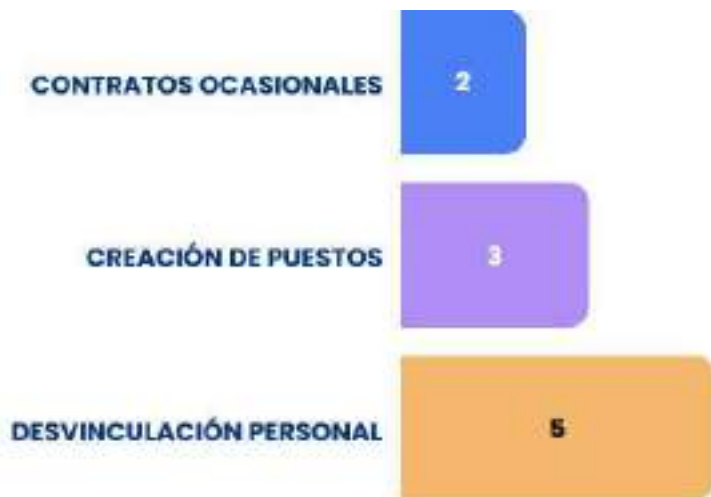 CONTRATOS OCASIONALES 2
CREACIÓN DE PUESTOS 3
DESVINCULACIÓN PERSONAL 5